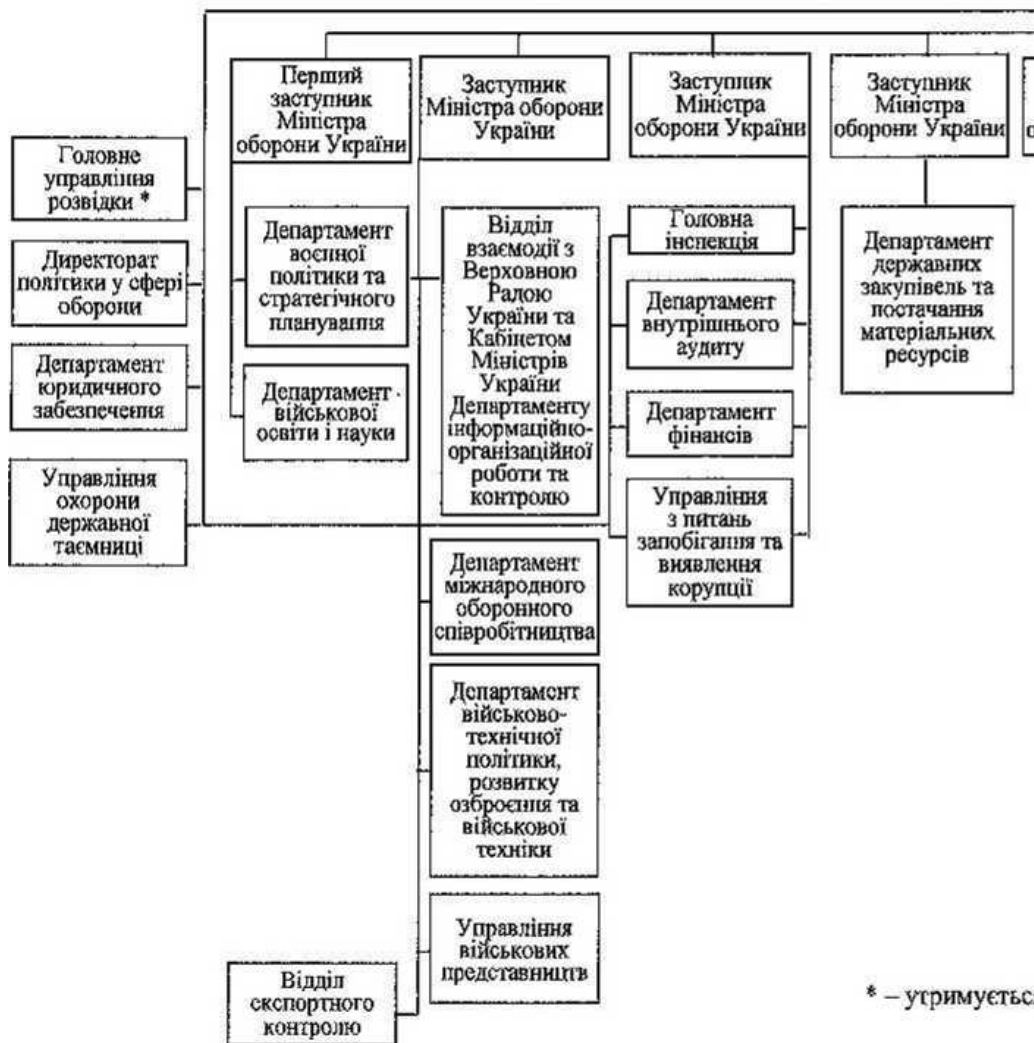 Перший
заступник
Міністра
оборони України
Заступник
Міністра оборони
України
Заступник
Міністра
оборони України
Заступник
Міністра
оборони України
Головне
управління
розвідки *
Директорат
політики у сфері
оборони
Департамент
юридичного
забезпечення
Управління
охорони
державної
таємниці
Департамент
воєнної
політики та
стратегічного
планування
Департамент
військової
освіти і науки
Відділ
взаємодії з
Верховною
Радою
України та
Кабінетом
Міністрів
України
Департаменту
інформаційно-
організаційної
роботи та
контролю
Головна
інспекція
Департамент
внутрішнього
аудиту
Департамент
фінансів
Управління
з питань
запобігання та
виявлення
корупції
Департамент
державних
закупівель та
постачання
матеріальних
ресурсів
Департамент
міжнародного
оборонного
співробітництва
Департамент
військово-
технічної
політики,
розвитку
озброєння та
військової
техніки
Управління
військових
представництв
Відділ
експортного
контролю
* – утримується